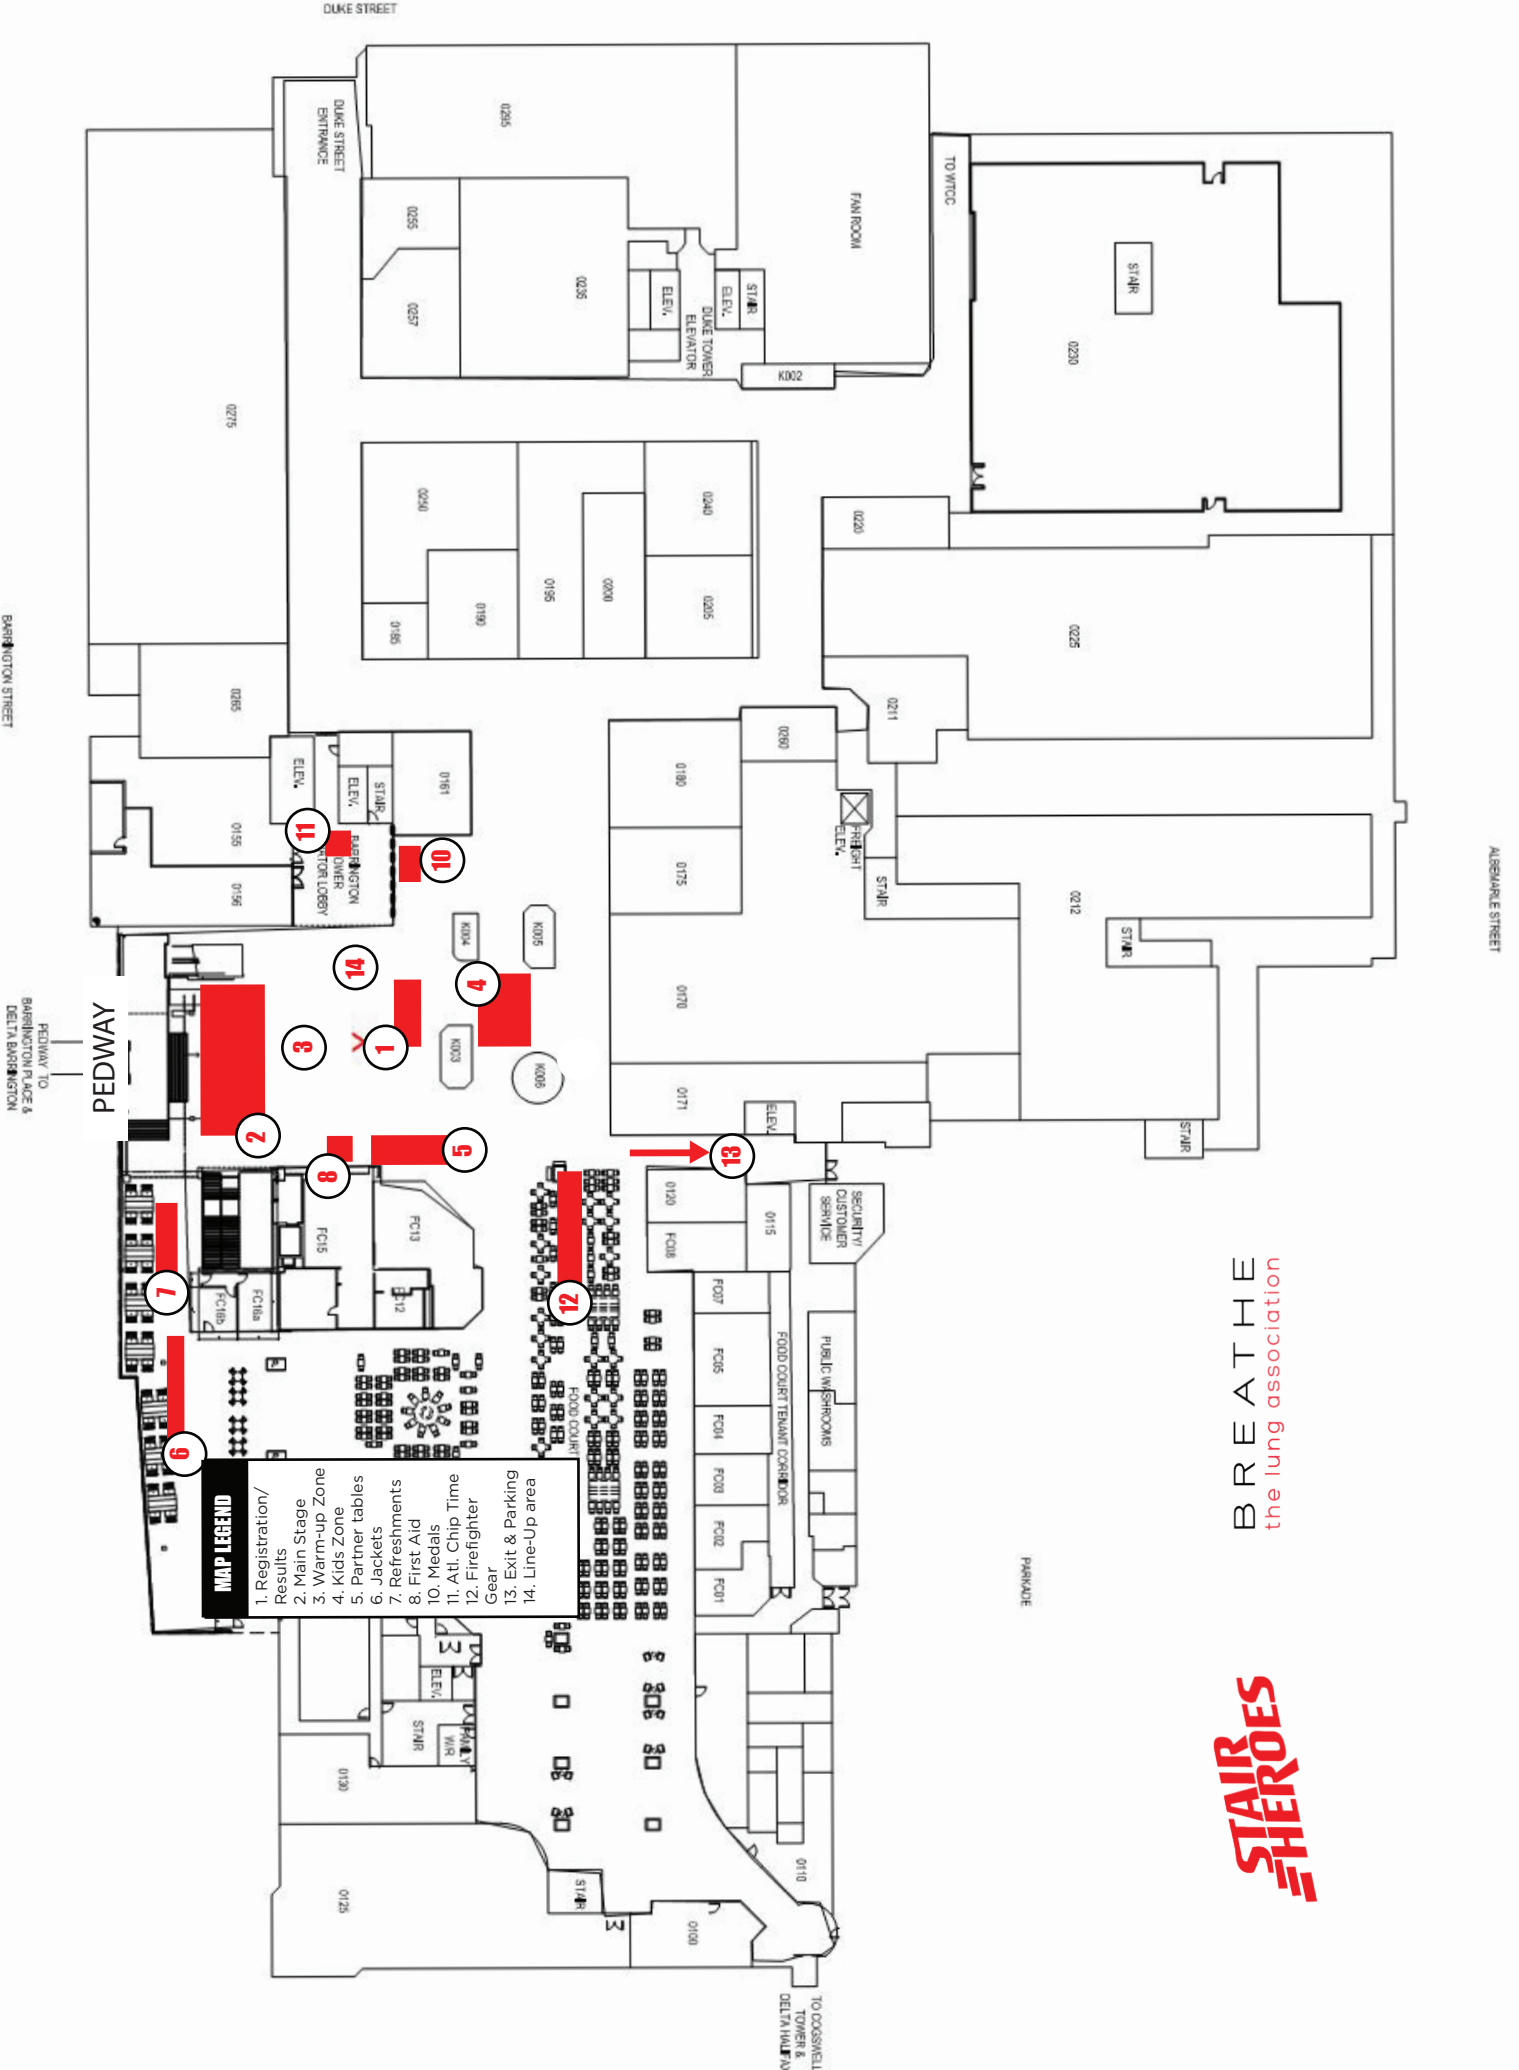 DUKE STREET
DUKE STREET
ENTRANCE
0295
FAN ROOM
TO WTCC
STAIR
0230
0255
0257
0235
ELEV.
ELEV.
STAIR
DUKE TOWER
ELEVATOR
K002
0275
0250
0185
0190
0195
0200
0240
0205
0220
0225
BARRINGTON STREET
0265
0211
0260
0180
0175
FREIGHT
ELEV.
STAIR
0212
STAIR
ALBEMARLE STREET
ELEV.
ELEV.
STAIR
0161
0155
0156
11
BARRINGTON
LOBBY
10
K004
K005
14
4
0170
3
1
K003
K006
PEDWAY
PEDWAY TO
BARRINGTON PLACE &
DELTA BARRINGTON
2
8
5
0171
ELEV.
STAIR
13
0120
FC08
0115
SECURITY/
CUSTOMER
SERVICE
FC15
FC13
FC16b
FC16a
7
12
6
FOOD COURT
FC07
FC05
FC04
FC03
FC02
FC01
FOOD COURT TENANT CORRIDOR
PUBLIC WASHROOMS
PARKADE
MAP LEGEND
1. Registration/
Results
2. Main Stage
3. Warm-up Zone
4. Kids Zone
5. Partner tables
6. Jackets
7. Refreshments
8. First Aid
10. Medals
11. Atl. Chip Time
12. Firefighter
Gear
13. Exit & Parking
14. Line-Up area
ELEV.
STAIR
FAMILY
W/R
0130
0125
STAIR
0100
0110
TO COGSWELL
TOWER &
DELTA HALIFAX
BREATHE
the lung association
STAIR
HEROES